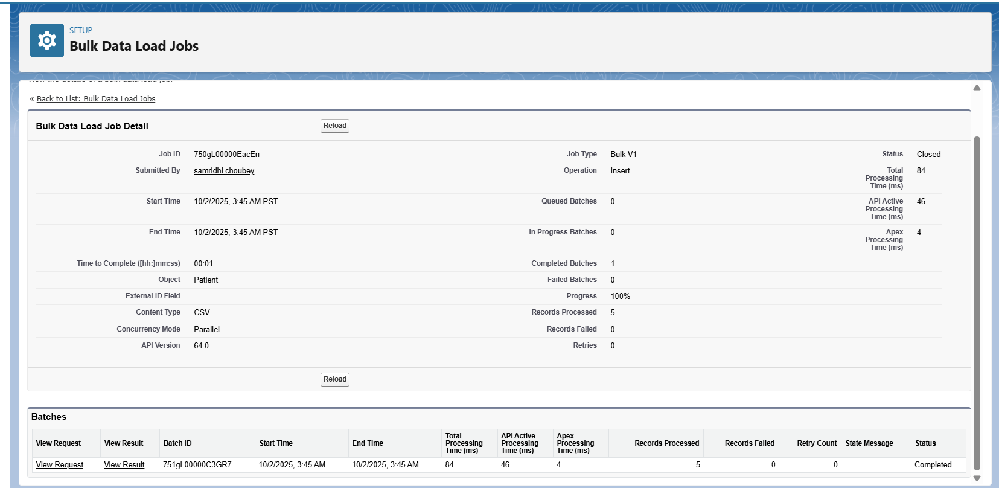 SETUP
Bulk Data Load Jobs
« Back to List: Bulk Data Load Jobs
Bulk Data Load Job Detail
Reload
Job ID 750gL00000EacEn Job Type Bulk V1 Status Closed
Submitted By samridhi choubey Operation Insert Total Processing Time (ms) 84
Start Time 10/2/2025, 3:45 AM PST Queued Batches 0 API Active Processing Time (ms) 46
End Time 10/2/2025, 3:45 AM PST In Progress Batches 0 Apex Processing Time (ms) 4
Time to Complete ([hh:]mm:ss) 00:01 Completed Batches 1
Object Patient Failed Batches 0
External ID Field Progress 100%
Content Type CSV Records Processed 5
Concurrency Mode Parallel Records Failed 0
API Version 64.0 Retries 0
Reload
Batches
View Request View Result Batch ID Start Time End Time Total Processing Time (ms) API Active Processing Time (ms) Apex Processing Time (ms) Records Processed Records Failed Retry Count State Message Status
View Request View Result 751gL00000C3GR7 10/2/2025, 3:45 AM 10/2/2025, 3:45 AM 84 46 4 5 0 0 Completed